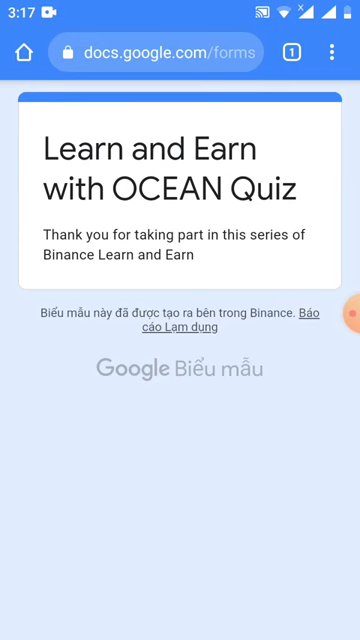 3:17
docs.google.com/forms
1
Learn and Earn
with OCEAN Quiz
Thank you for taking part in this series of
Binance Learn and Earn
Biểu mẫu này đã được tạo ra bên trong Binance. Báo
cáo Lạm dụng
Google Biểu mẫu